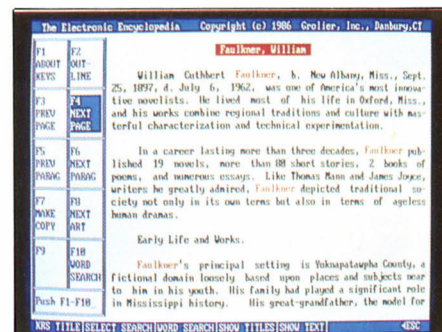 The Electronic Encyclopedia Copyright (c) 1986 Grolier, Inc., Danbury,CT
F1 F2
ABOUT OUT-
KEYS LINE
F3 F4
PREV NEXT
PAGE PAGE
F5 F6
PREV NEXT
PARAG PARAG
F7 F8
MAKE NEXT
COPY ART
F9 F10
WORD
SEARCH
Push F1-F10_
Faulkner, William
William Cuthbert Faulkner, b. New Albany, Miss., Sept.
25, 1897, d. July 6, 1962, was one of America's most innova-
tive novelists. He lived most of his life in Oxford, Miss.,
and his works combine regional traditions and culture with mas-
terful characterization and technical experimentation.
In a career lasting more than three decades, Faulkner pub-
lished 19 novels, more than 80 short stories, 2 books of
poems, and numerous essays. Like Thomas Mann and James Joyce,
writers he greatly admired, Faulkner depicted traditional so-
ciety not only in its own terms but also in terms of ageless
human dramas.
Early Life and Works.
Faulkner's principal setting is Yoknapatawpha County, a
fictional domain loosely based upon places and subjects near
to him in his youth. His family had played a significant role
in Mississippi history. His great-grandfather, the model for
KRS TITLE|SELECT SEARCH|WORD SEARCH|SHOW TITLES|SHOW TEXT| <ESC